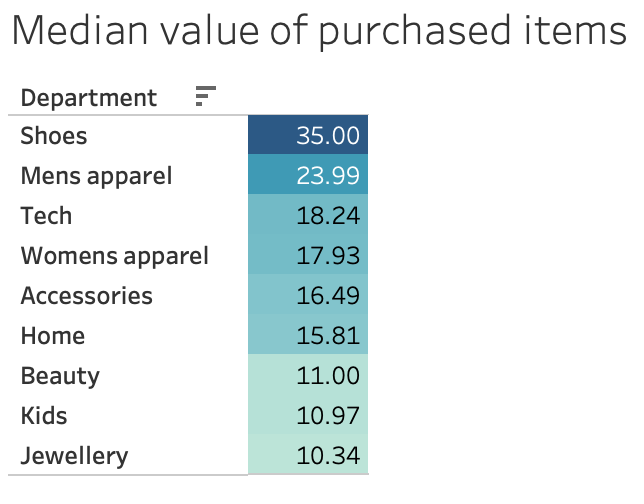 Median value of purchased items
Department
Shoes 35.00
Mens apparel 23.99
Tech 18.24
Womens apparel 17.93
Accessories 16.49
Home 15.81
Beauty 11.00
Kids 10.97
Jewellery 10.34